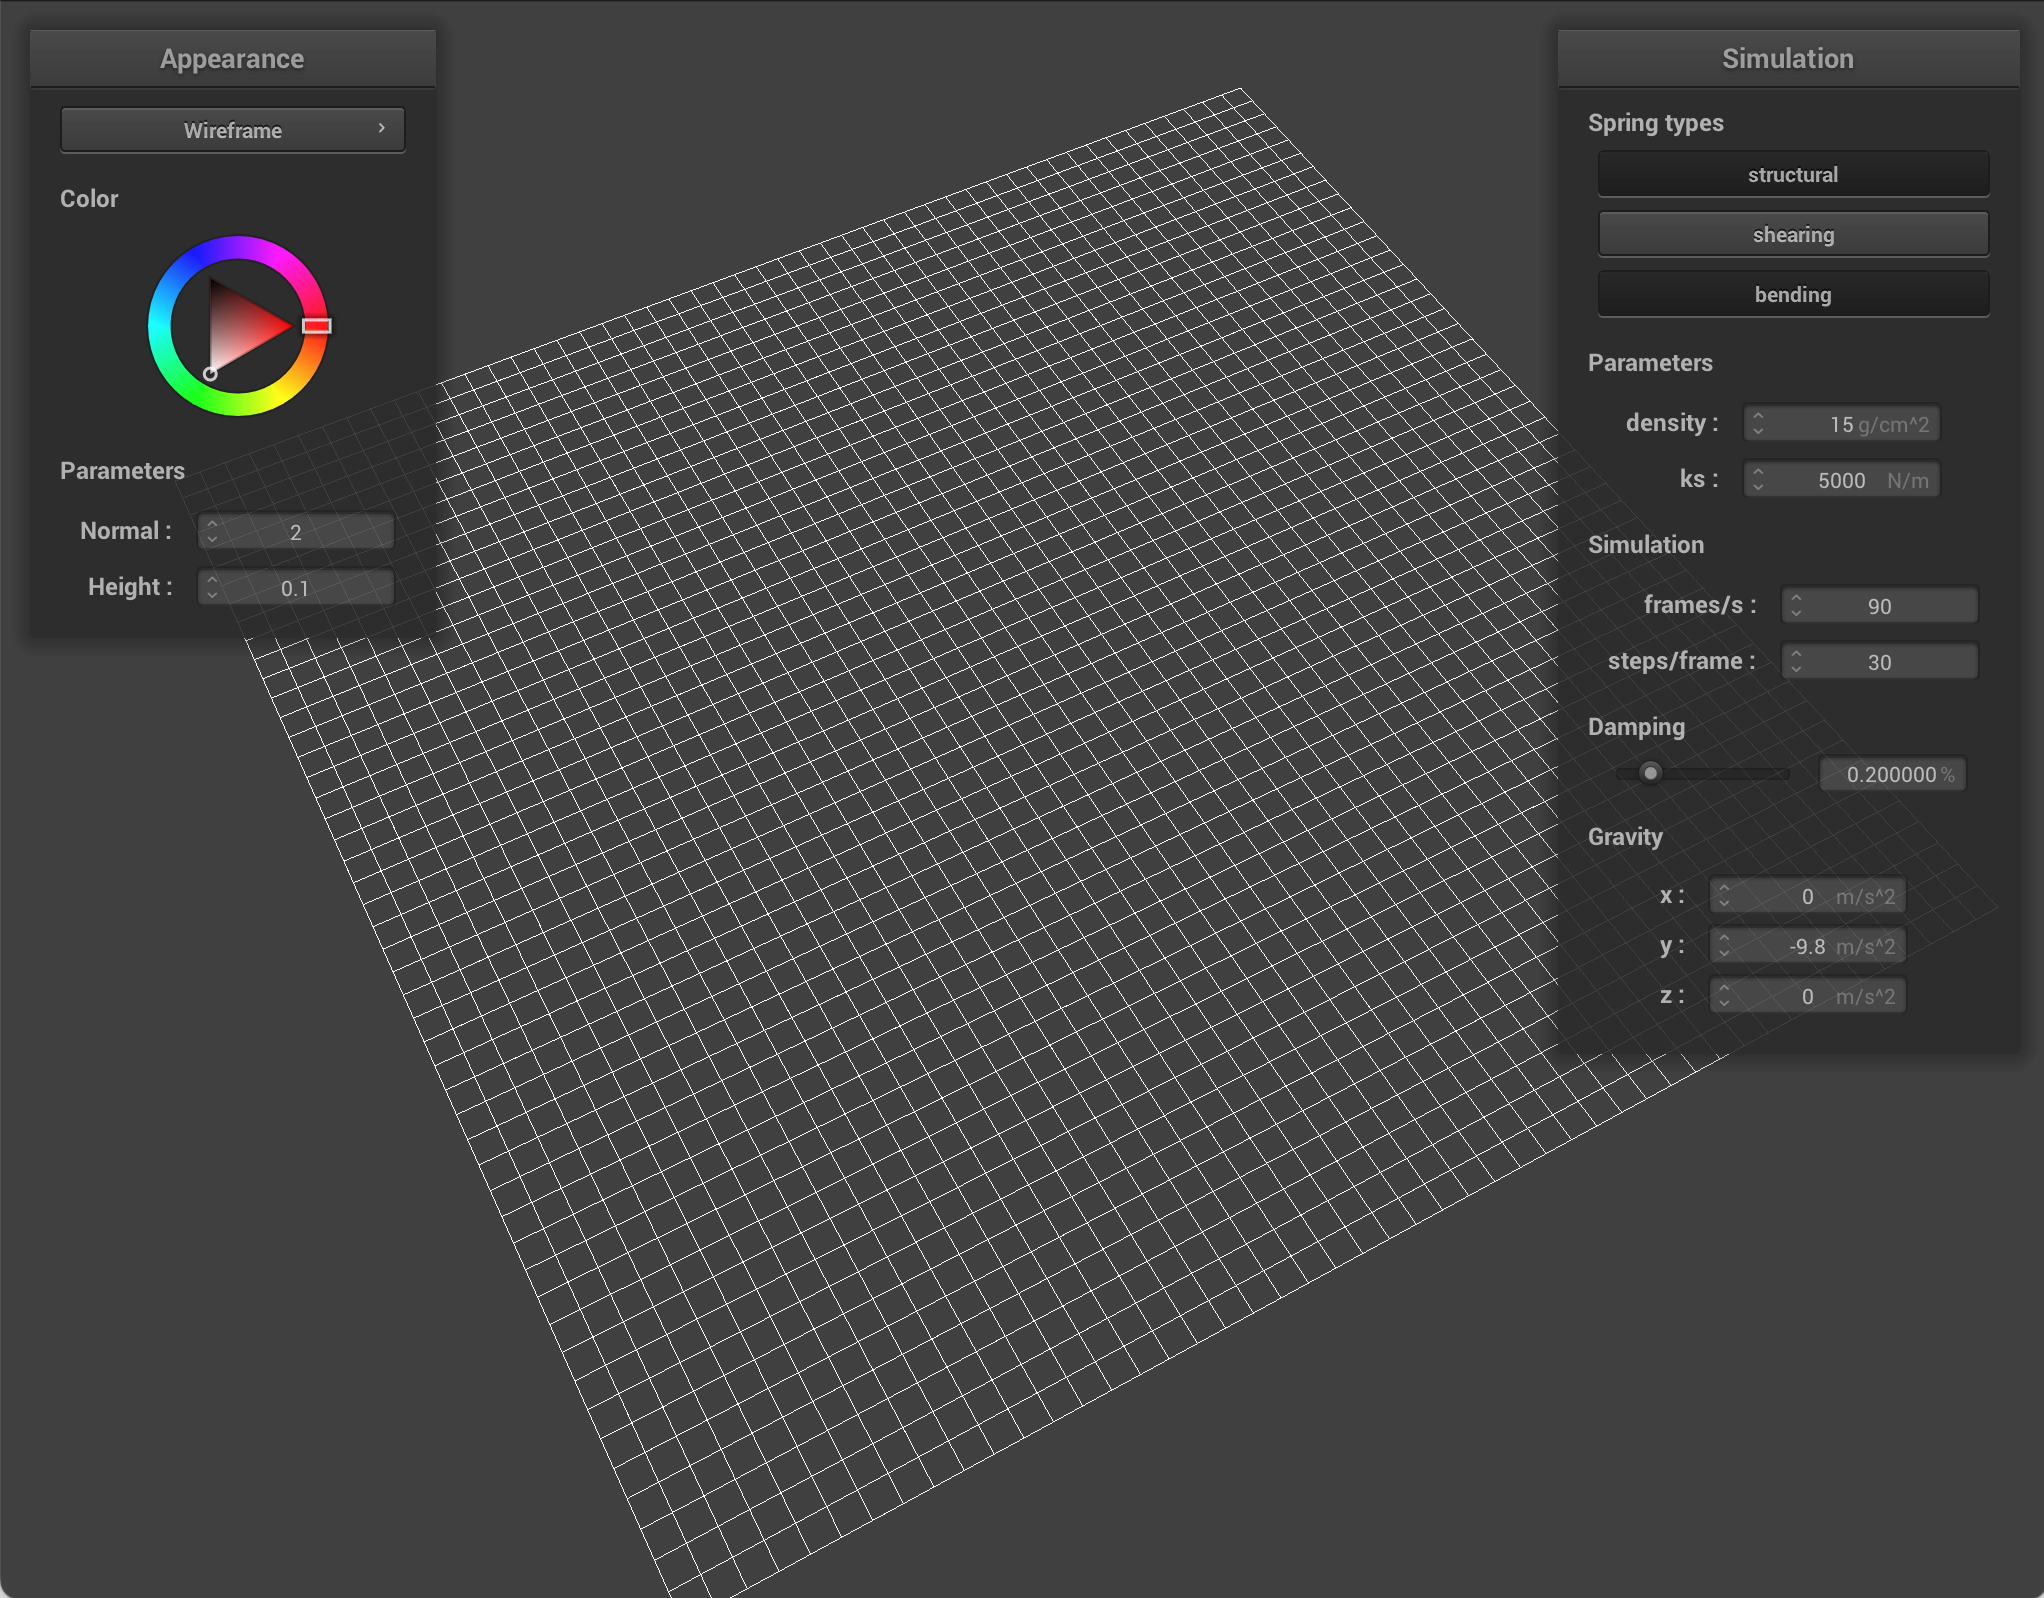 Appearance
Wireframe
Color
Parameters
Normal : 2
Height : 0.1
Simulation
Spring types
structural
shearing
bending
Parameters
density : 15 g/cm^2
ks : 5000 N/m
Simulation
frames/s : 90
steps/frame : 30
Damping
0.200000 %
Gravity
x : 0 m/s^2
y : -9.8 m/s^2
z : 0 m/s^2